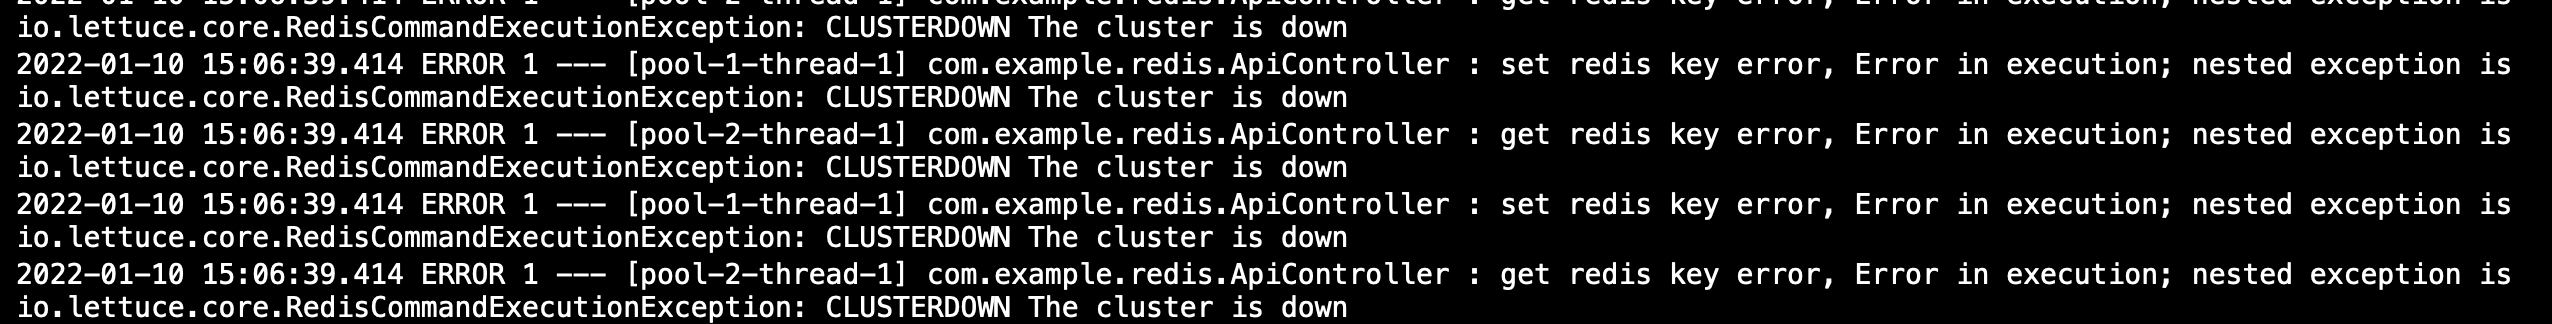 2022-01-10 15:06:39.414 ERROR 1 --- [pool-2-thread-1] com.example.redis.ApiController : get redis key error, Error in execution; nested exception is
io.lettuce.core.RedisCommandExecutionException: CLUSTERDOWN The cluster is down
2022-01-10 15:06:39.414 ERROR 1 --- [pool-1-thread-1] com.example.redis.ApiController : set redis key error, Error in execution; nested exception is
io.lettuce.core.RedisCommandExecutionException: CLUSTERDOWN The cluster is down
2022-01-10 15:06:39.414 ERROR 1 --- [pool-2-thread-1] com.example.redis.ApiController : get redis key error, Error in execution; nested exception is
io.lettuce.core.RedisCommandExecutionException: CLUSTERDOWN The cluster is down
2022-01-10 15:06:39.414 ERROR 1 --- [pool-1-thread-1] com.example.redis.ApiController : set redis key error, Error in execution; nested exception is
io.lettuce.core.RedisCommandExecutionException: CLUSTERDOWN The cluster is down
2022-01-10 15:06:39.414 ERROR 1 --- [pool-2-thread-1] com.example.redis.ApiController : get redis key error, Error in execution; nested exception is
io.lettuce.core.RedisCommandExecutionException: CLUSTERDOWN The cluster is down